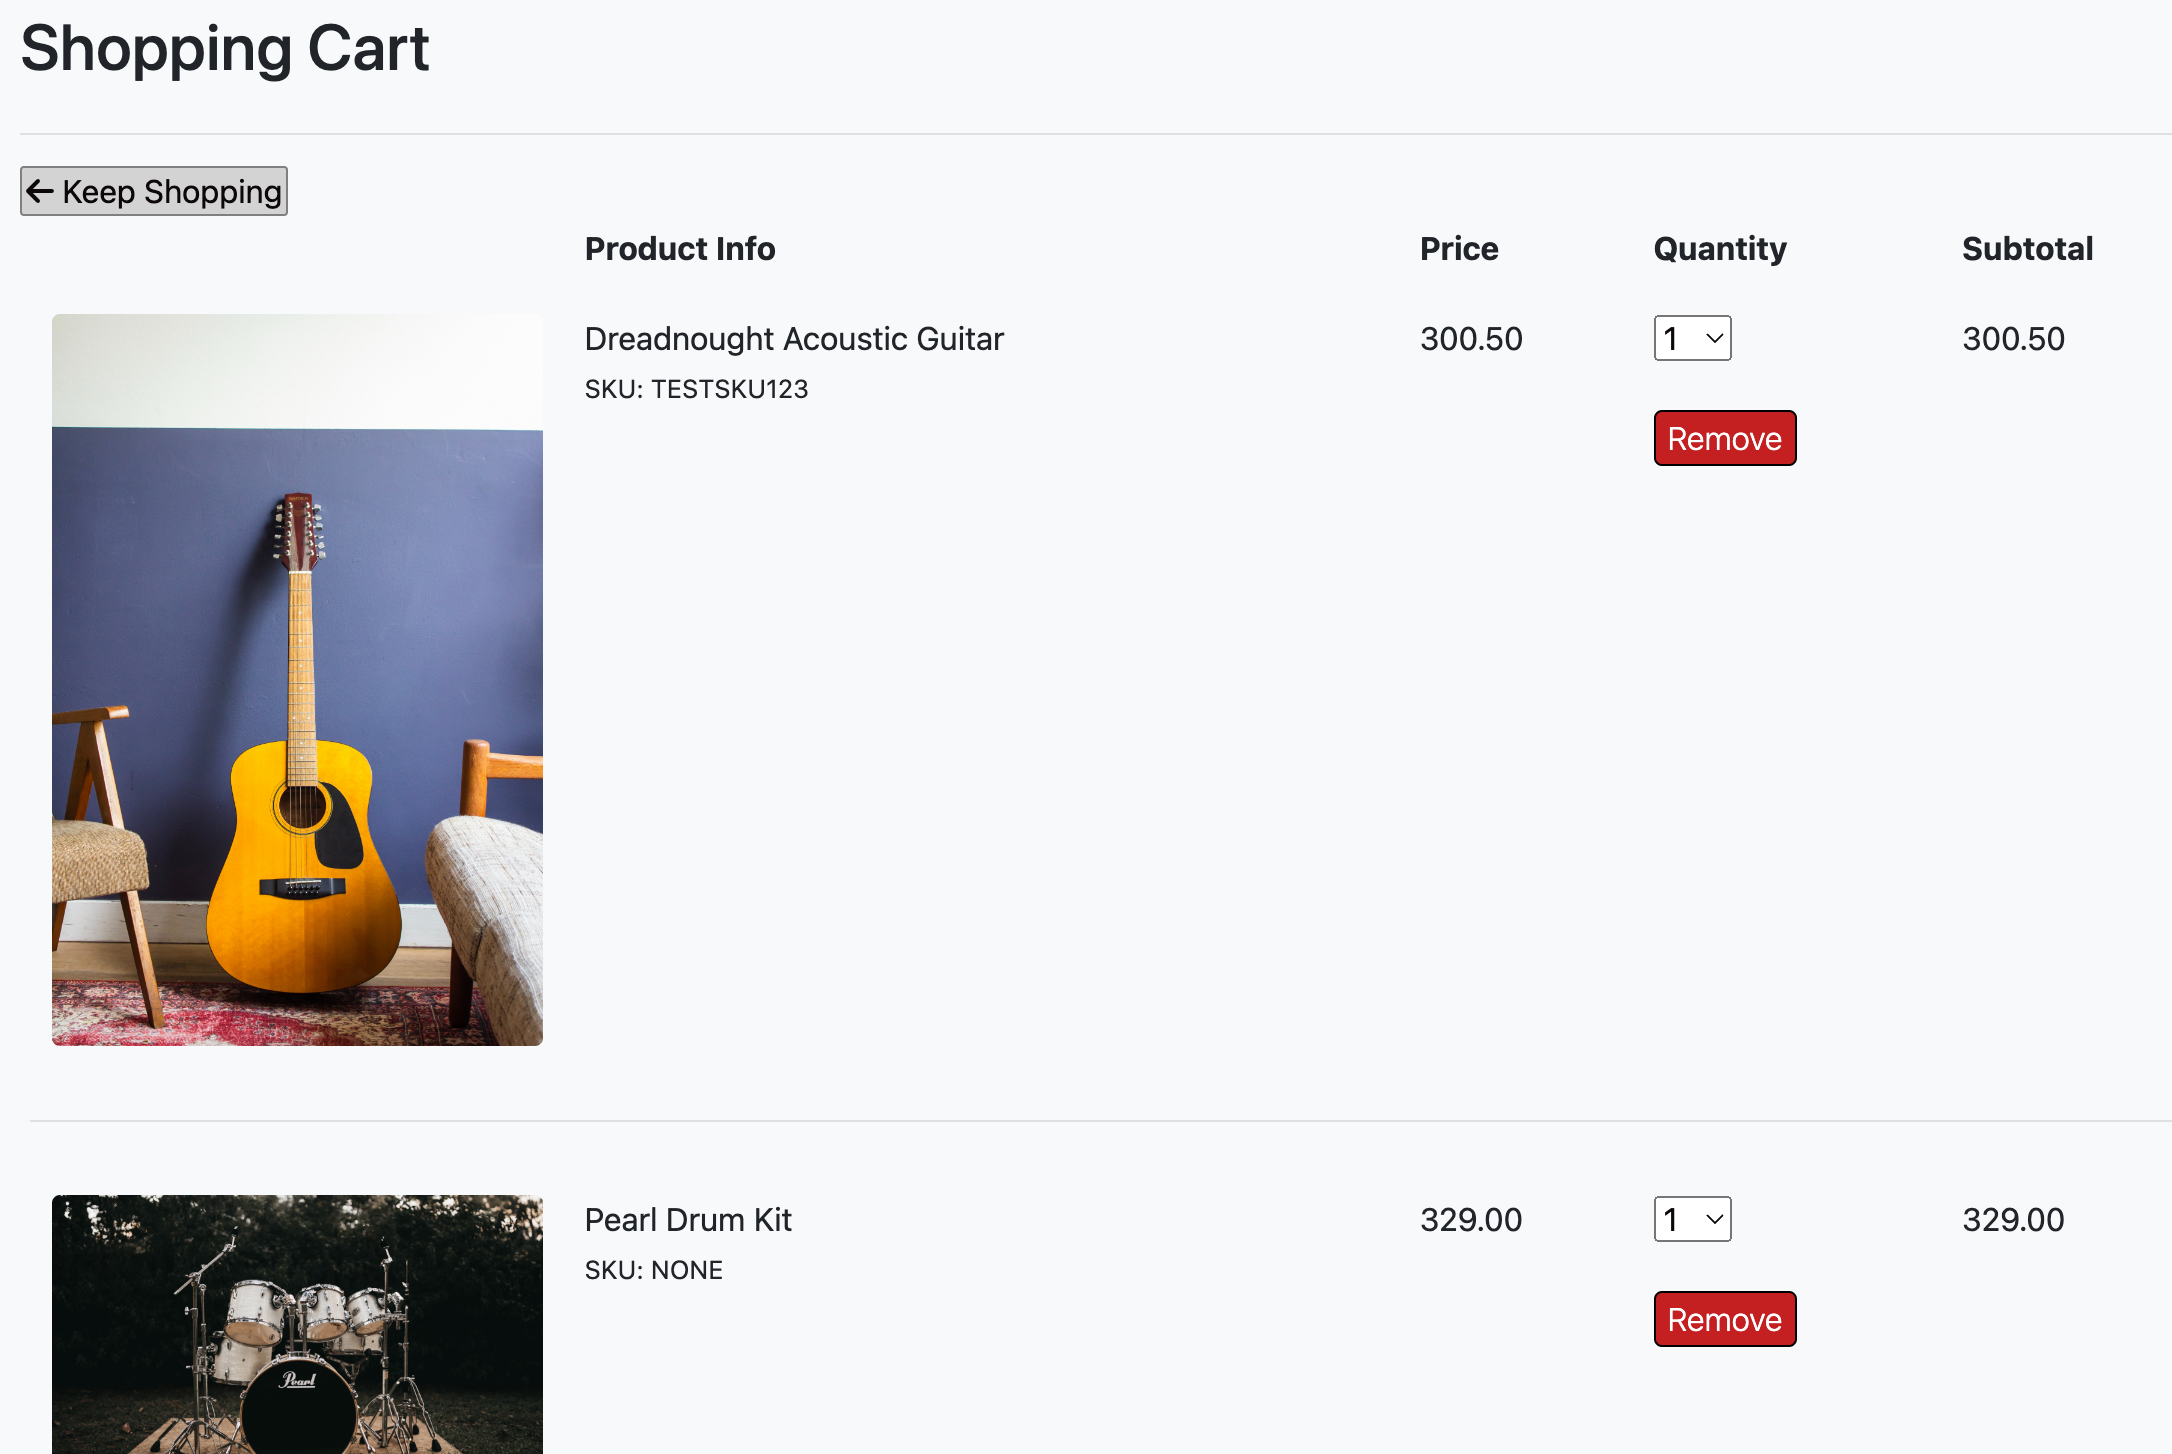 Shopping Cart
Keep Shopping
Product Info Price Quantity Subtotal
Dreadnought Acoustic Guitar 300.50 1 300.50
SKU: TESTSKU123
Remove
Pearl Drum Kit 329.00 1 329.00
SKU: NONE
Remove
Pearl